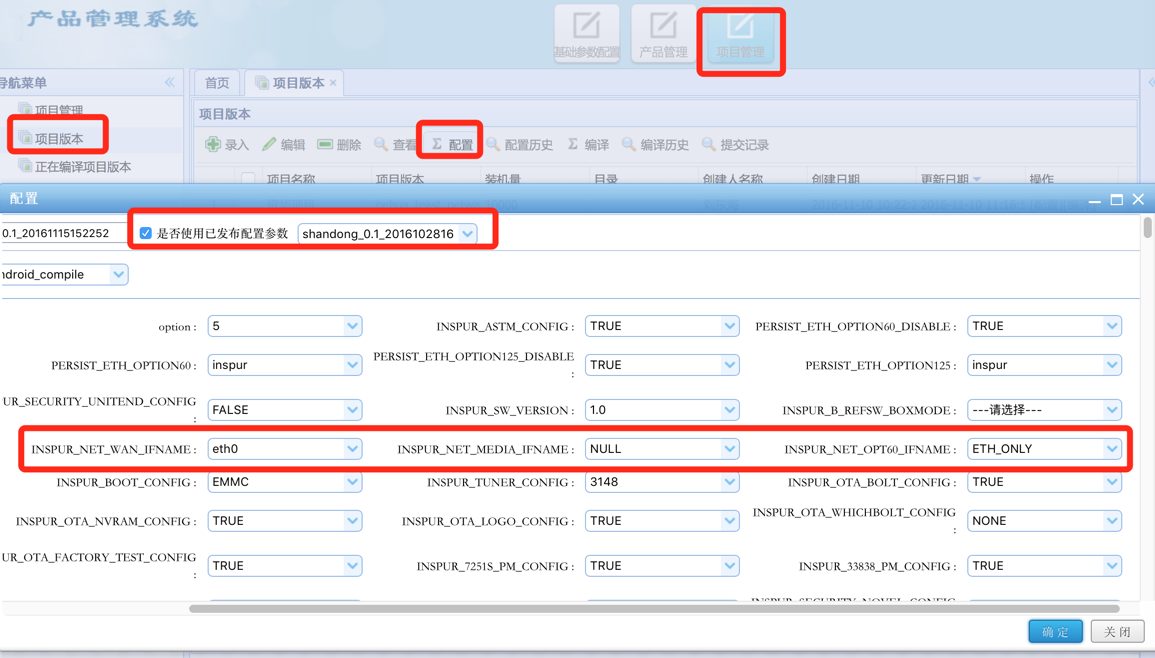 产品管理系统
基础参数配置 产品管理 项目管理
导航菜单 首页 项目版本
项目管理 项目版本
项目版本 录入 编辑 删除 查看 配置 配置历史 编译 编译历史 提交记录
正在编译项目版本 项目名称 项目版本 装机量 目录 创建人名称 创建日期 更新日期 操作
配置
0.1_20161115152252 是否使用已发布配置参数 shandong_0.1_2016102816
ndroid_compile
option : 5 INSPUR_ASTM_CONFIG : TRUE PERSIST_ETH_OPTION60_DISABLE : TRUE
PERSIST_ETH_OPTION60 : inspur PERSIST_ETH_OPTION125_DISABLE : TRUE PERSIST_ETH_OPTION125 : inspur
UR_SECURITY_UNITEND_CONFIG : FALSE INSPUR_SW_VERSION : 1.0 INSPUR_B_REFSW_BOXMODE : ---请选择---
INSPUR_NET_WAN_IFNAME : eth0 INSPUR_NET_MEDIA_IFNAME : NULL INSPUR_NET_OPT60_IFNAME : ETH_ONLY
INSPUR_BOOT_CONFIG : EMMC INSPUR_TUNER_CONFIG : 3148 INSPUR_OTA_BOLT_CONFIG : TRUE
INSPUR_OTA_NVRAM_CONFIG : TRUE INSPUR_OTA_LOGO_CONFIG : TRUE INSPUR_OTA_WHICHBOLT_CONFIG : NONE
UR_OTA_FACTORY_TEST_CONFIG : TRUE INSPUR_7251S_PM_CONFIG : TRUE INSPUR_33838_PM_CONFIG : TRUE
INSPUR_SECURITY_NOVEL_CONFIG
确定 关闭